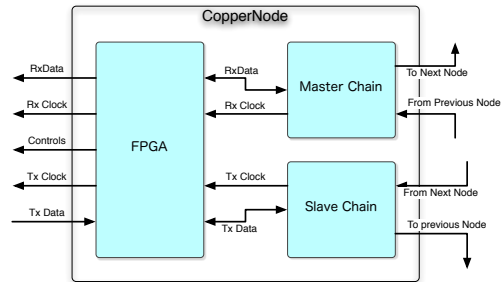 CopperNode
RxData
RxData
To Next Node
Master Chain
Rx Clock
Rx Clock
From Previous Node
Controls
FPGA
Tx Clock
Tx Clock
From Next Node
Slave Chain
Tx Data
Tx Data
To previous Node